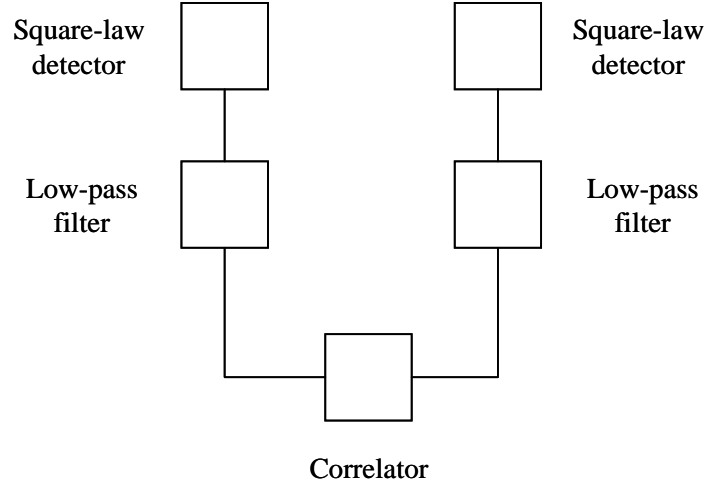 Square-law
detector
Square-law
detector
Low-pass
filter
Low-pass
filter
Correlator